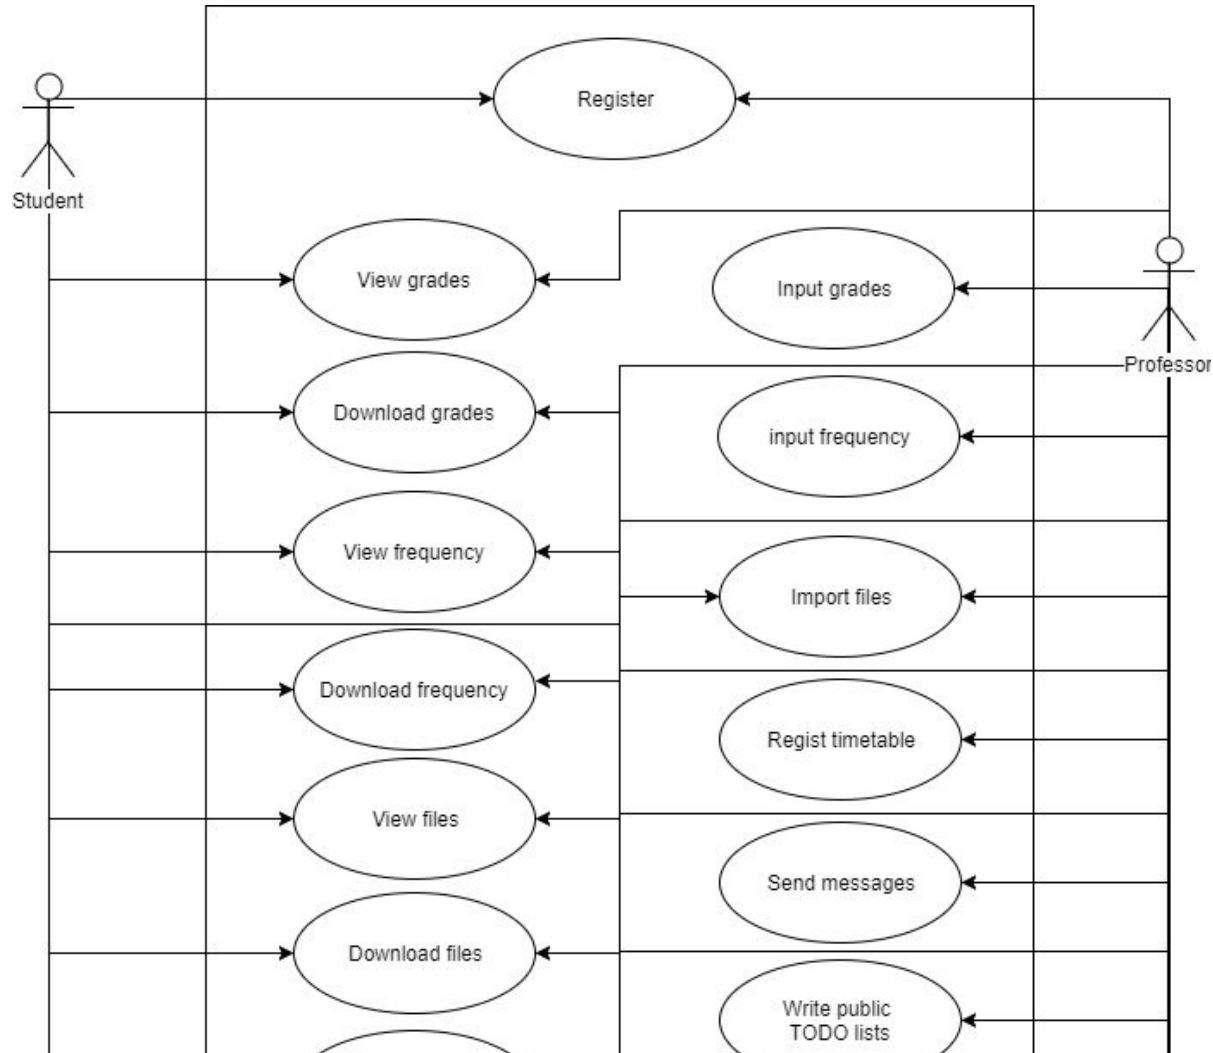 Register
Student
View grades
Input grades
Professor
Download grades
input frequency
View frequency
Import files
Download frequency
Regist timetable
View files
Send messages
Download files
Write public
TODO lists